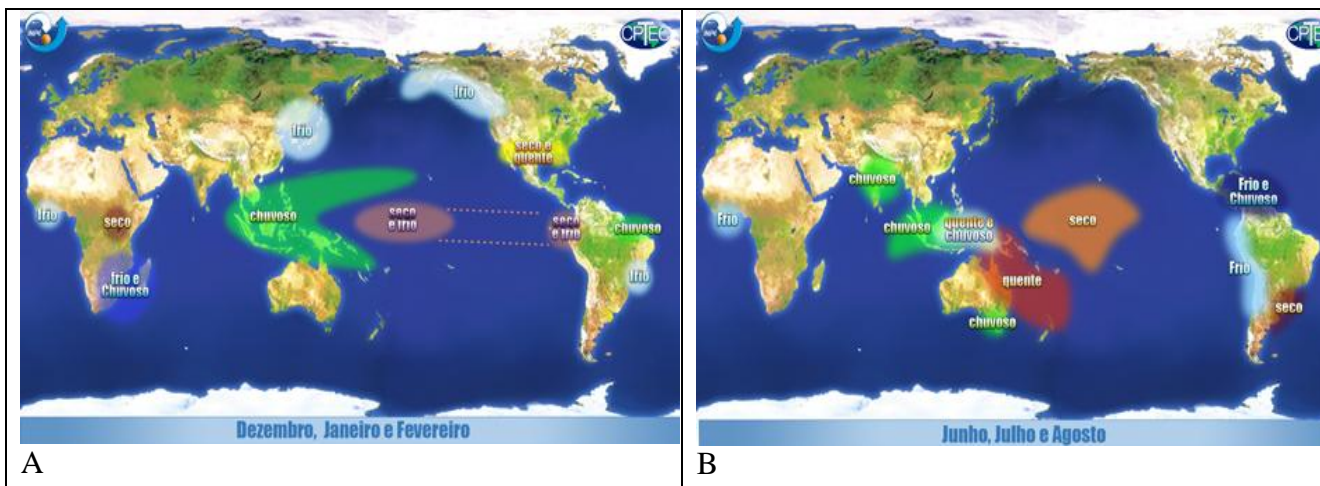 CPTEC
frio
frio
seco e
quente
frio
chuvoso
seco
e frio
seco
e frio
chuvoso
seco
frio e
Chuvoso
frio
Dezembro, Janeiro e Fevereiro
A
CPTEC
chuvoso
Frio e
Chuvoso
Frio
chuvoso
quente e
chuvoso
seco
Frio
quente
seco
chuvoso
Junho, Julho e Agosto
B